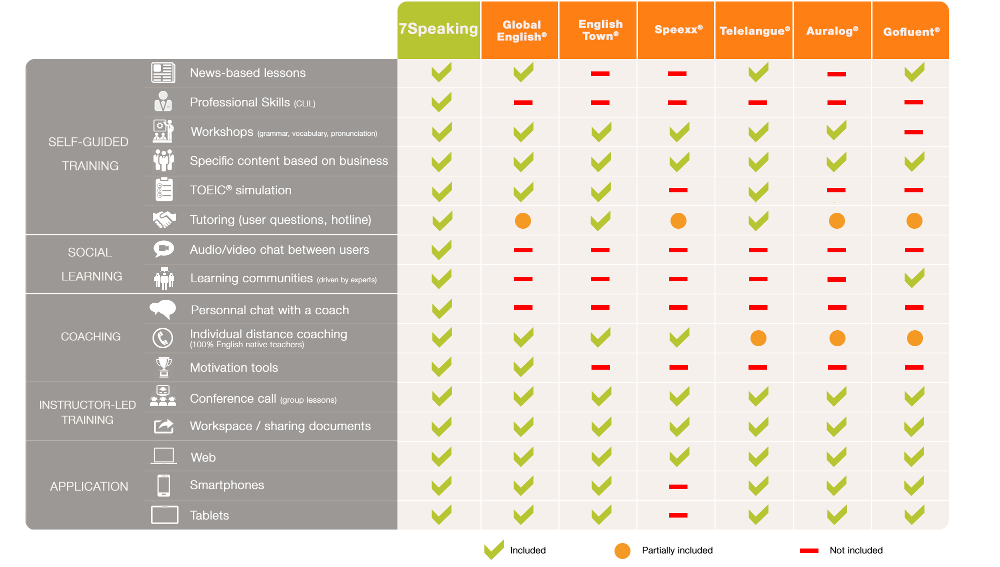 7Speaking
Global
English®
English
Town®
Speexx®
Telelangue®
Auralog®
Gofluent®
SELF-GUIDED
TRAINING
News-based lessons
Professional Skills (CLIL)
Workshops (grammar, vocabulary, pronunciation)
Specific content based on business
TOEIC® simulation
Tutoring (user questions, hotline)
SOCIAL
LEARNING
Audio/video chat between users
Learning communities (driven by experts)
COACHING
Personnal chat with a coach
Individual distance coaching
(100% English native teachers)
Motivation tools
INSTRUCTOR-LED
TRAINING
Conference call (group lessons)
Workspace / sharing documents
APPLICATION
Web
Smartphones
Tablets
Included
Partially included
Not included